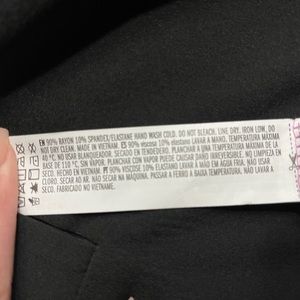 EN 90% RAYON 10% SPANDEX/ELASTANE HAND WASH COLD. DO NOT BLEACH. LINE DRY. IRON LOW. DO
NOT DRY CLEAN. MADE IN VIETNAM. ES 90% viscosa 10% elastano LAVAR A MANO. TEMPERATURA MÁXIMA
40 °C. NO USAR BLANQUEADOR. SECADO EN TENDEDERO. PLANCHAR A UNA TEMPERATURA MÁXIMA DE LA
BASE DE 110 °C. PLANCHAR SIN VAPOR PUEDE CAUSAR DAÑO IRREVERSIBLE. NO LIMPIEZA EN
SECO. HECHO EN VIETNAM. PT 90% VISCOSE 10% ELASTANO LAVAR À MÃO EM ÁGUA FRIA. NÃO USAR
CLORO. SECAR AO AR. NÃO SECAR NA MÁQUINA. PASSAR A FERRO A BAIXA TEMPERATURA. NÃO LAVAR A
SECO. FABRICADO NO VIETNAME.